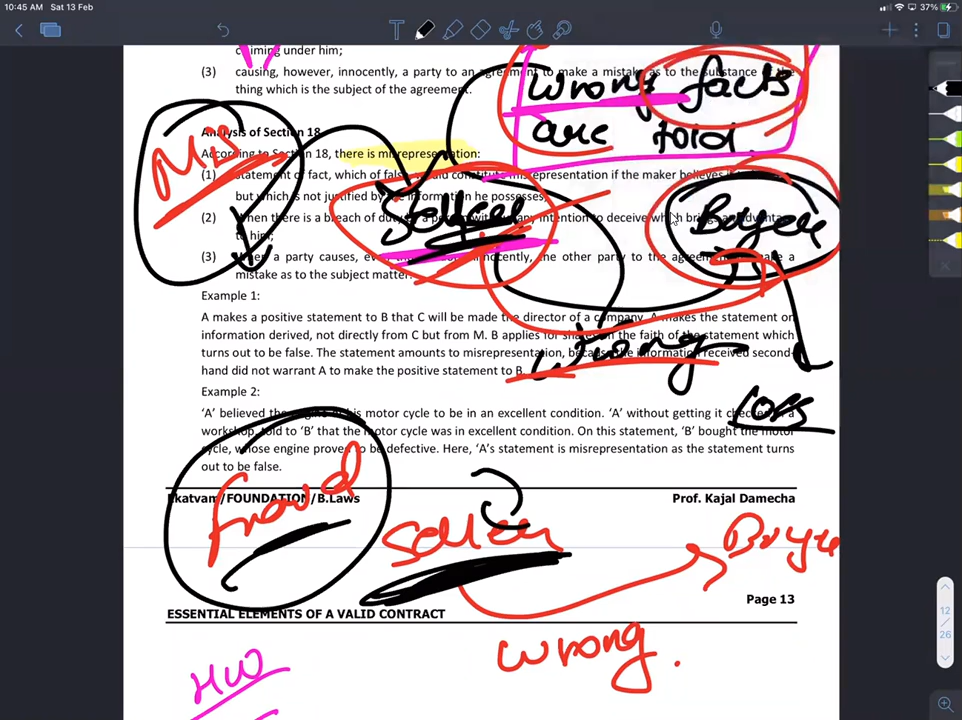 10:45 AM Sat 13 Feb
37%
claiming under him;
(3) causing, however, innocently, a party to an agreement to make a mistake as to the substance of the
thing which is the subject of the agreement.
wrong facts
are told
Analysis of Section 18
Mis
According to Section 18, there is misrepresentation:
(1) statement of fact, which of false, would constitute misrepresentation if the maker believes
but which is not justified by the information he possesses;
Seller
Buyer
(2) When there is a breach of duty a person with any intention to deceive which brings an advantage
to him;
(3) When a party causes, even innocently, the other party to the agreement to make a
mistake as to the subject matter.
Example 1:
A makes a positive statement to B that C will be made the director of a company. A makes the statement on
information derived, not directly from C but from M. B applies for shares on the faith of the statement which
turns out to be false. The statement amounts to misrepresentation, because the information received second-
hand did not warrant A to make the positive statement to B.
wrong
loss
Example 2:
‘A’ believed the engine of his motor cycle to be in an excellent condition. ‘A’ without getting it checked in a
workshop, told to ‘B’ that the motor cycle was in excellent condition. On this statement, ‘B’ bought the motor
cycle, whose engine proved to be defective. Here, ‘A’s statement is misrepresentation as the statement turns
out to be false.
Ekatvam/FOUNDATION/B.Laws Prof. Kajal Damecha
fraud
Seller
Buye
Page 13
ESSENTIAL ELEMENTS OF A VALID CONTRACT
wrong.
HW
12
/
26